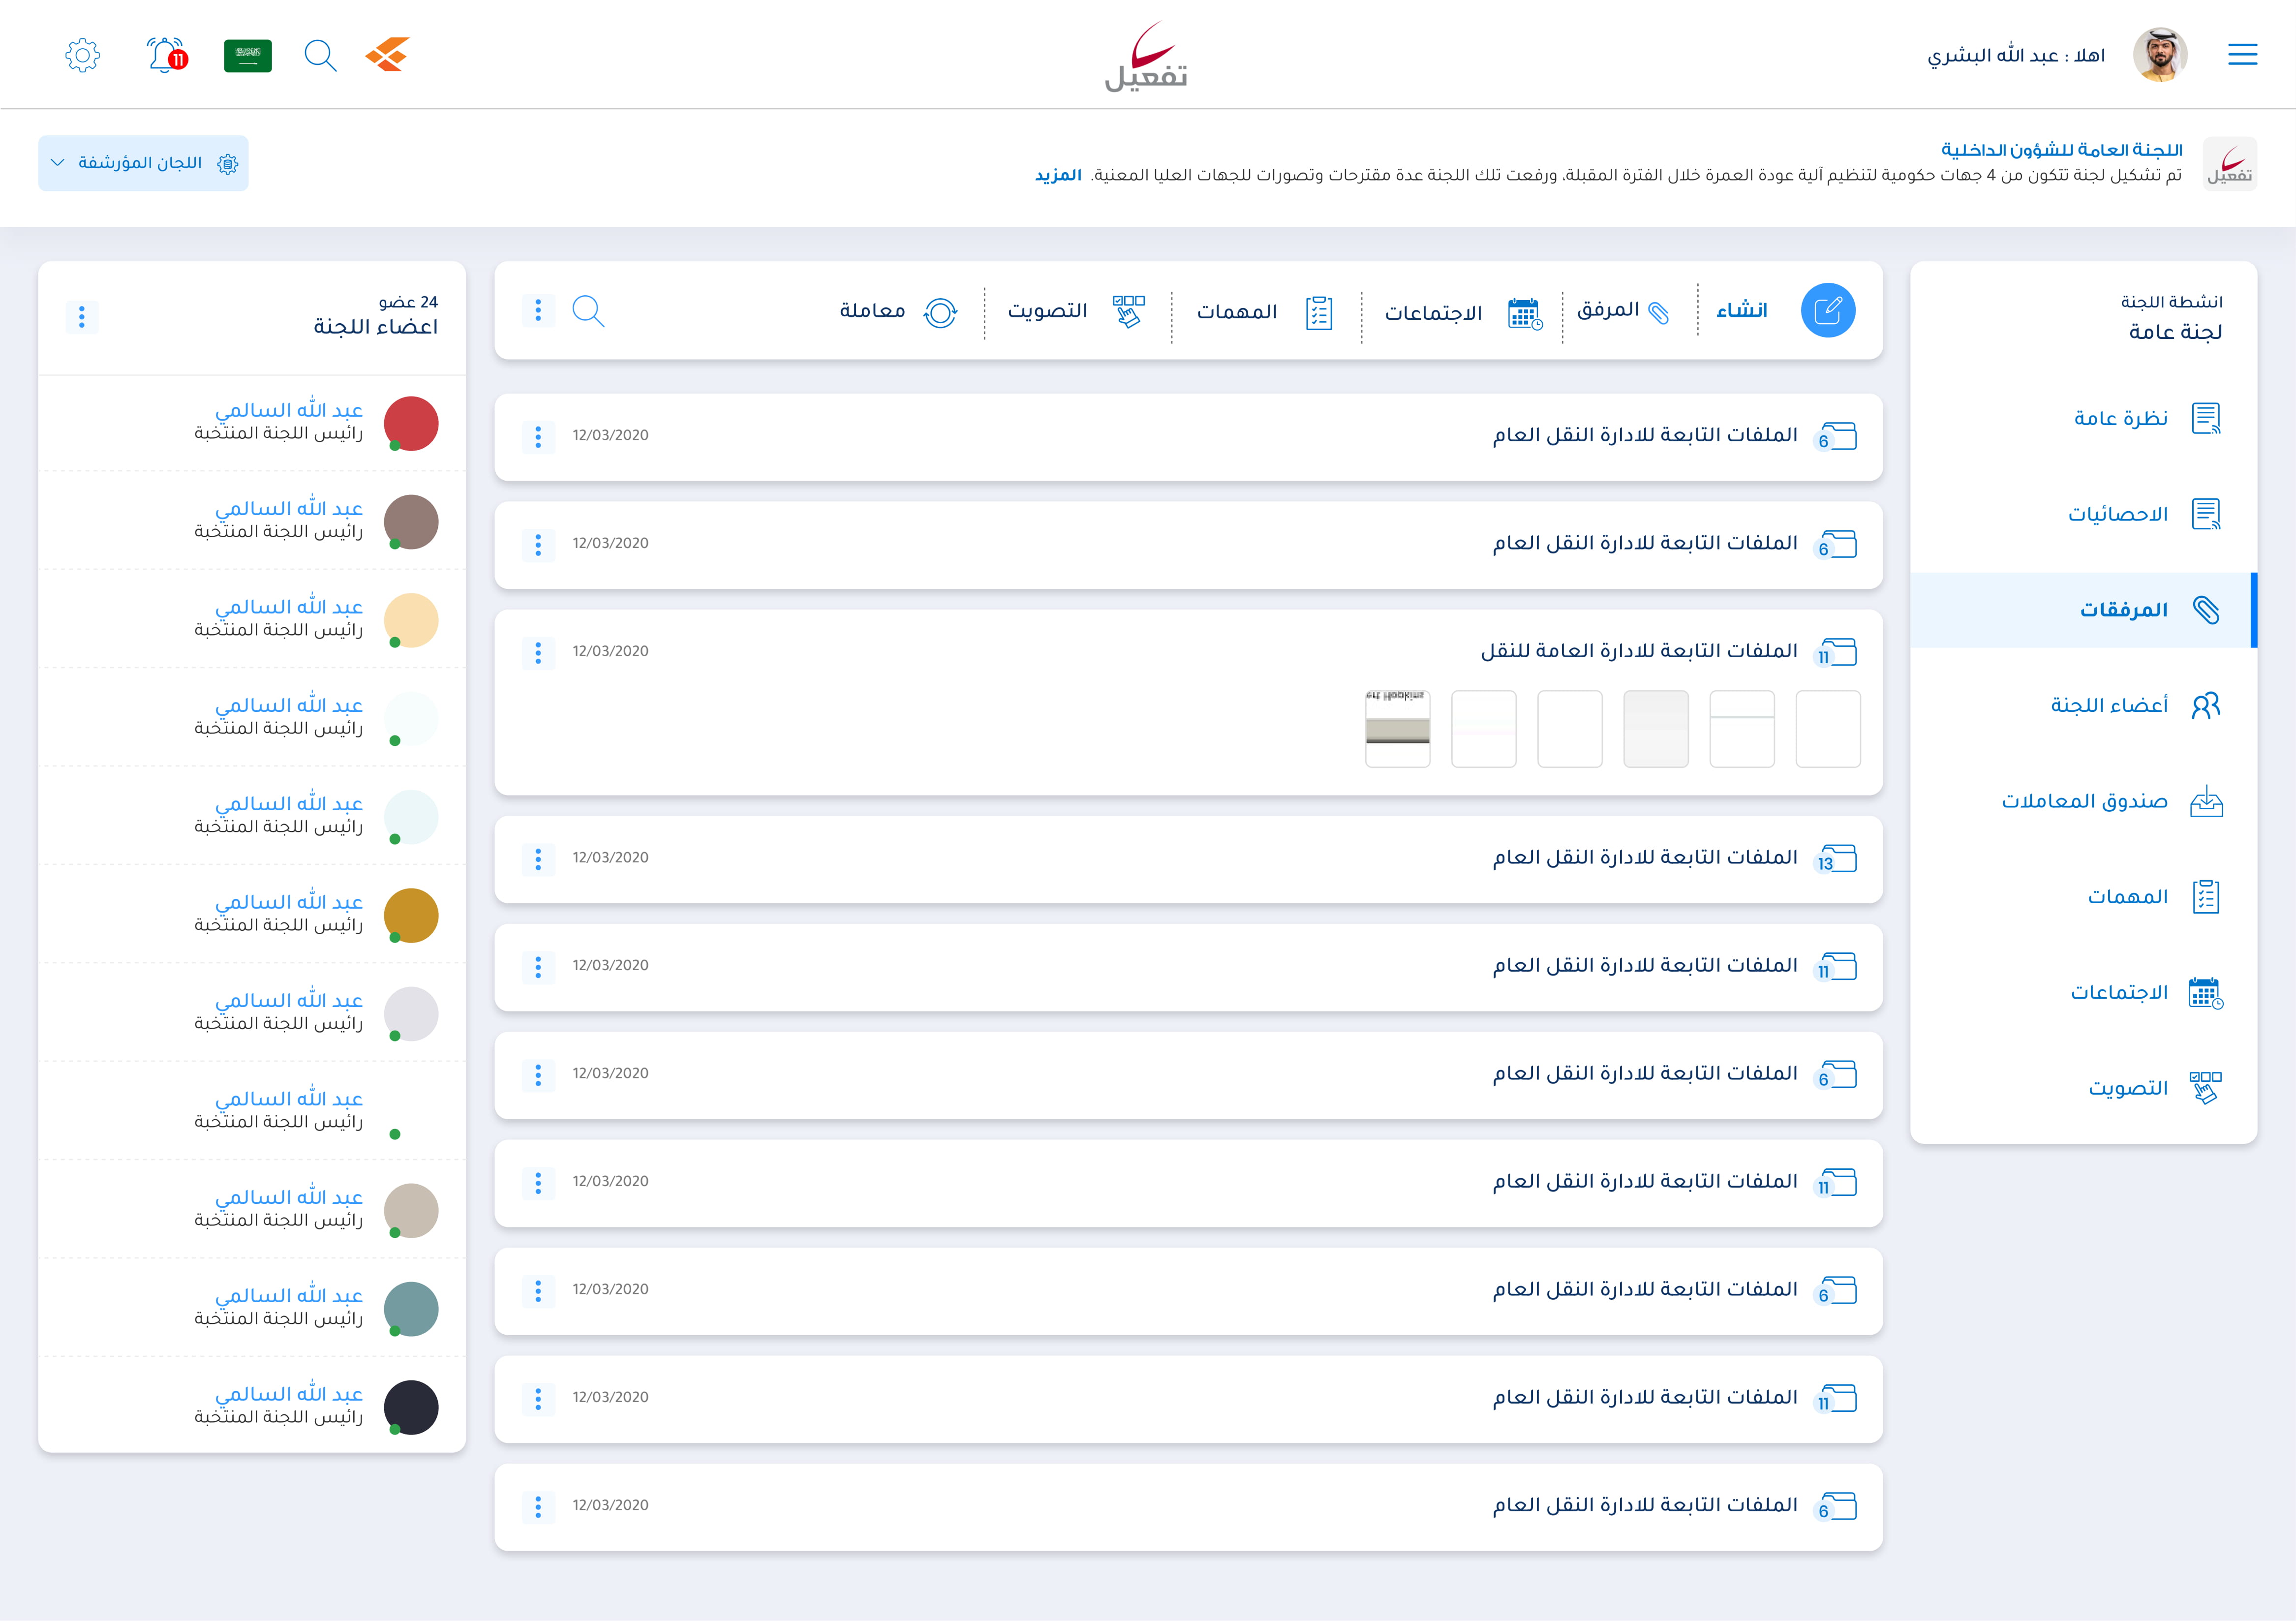 اهلا : عبد الله البشري
تفعيل
11
اللجنة العامة للشؤون الداخلية
تم تشكيل لجنة تتكون من 4 جهات حكومية لتنظيم آلية عودة العمرة خلال الفترة المقبلة، ورفعت تلك اللجنة عدة مقترحات وتصورات للجهات العليا المعنية. المزيد
تفعيل
اللجان المؤرشفة
انشطة اللجنة
لجنة عامة
نظرة عامة
الاحصائيات
المرفقات
أعضاء اللجنة
صندوق المعاملات
المهمات
الاجتماعات
التصويت
انشاء
المرفق
الاجتماعات
المهمات
التصويت
معاملة
6 الملفات التابعة للادارة النقل العام 12/03/2020
6 الملفات التابعة للادارة النقل العام 12/03/2020
11 الملفات التابعة للادارة العامة للنقل 12/03/2020
13 الملفات التابعة للادارة النقل العام 12/03/2020
11 الملفات التابعة للادارة النقل العام 12/03/2020
6 الملفات التابعة للادارة النقل العام 12/03/2020
11 الملفات التابعة للادارة النقل العام 12/03/2020
6 الملفات التابعة للادارة النقل العام 12/03/2020
11 الملفات التابعة للادارة النقل العام 12/03/2020
6 الملفات التابعة للادارة النقل العام 12/03/2020
24 عضو
اعضاء اللجنة
عبد الله السالمي
رائيس اللجنة المنتخبة
عبد الله السالمي
رائيس اللجنة المنتخبة
عبد الله السالمي
رائيس اللجنة المنتخبة
عبد الله السالمي
رائيس اللجنة المنتخبة
عبد الله السالمي
رائيس اللجنة المنتخبة
عبد الله السالمي
رائيس اللجنة المنتخبة
عبد الله السالمي
رائيس اللجنة المنتخبة
عبد الله السالمي
رائيس اللجنة المنتخبة
عبد الله السالمي
رائيس اللجنة المنتخبة
عبد الله السالمي
رائيس اللجنة المنتخبة
عبد الله السالمي
رائيس اللجنة المنتخبة